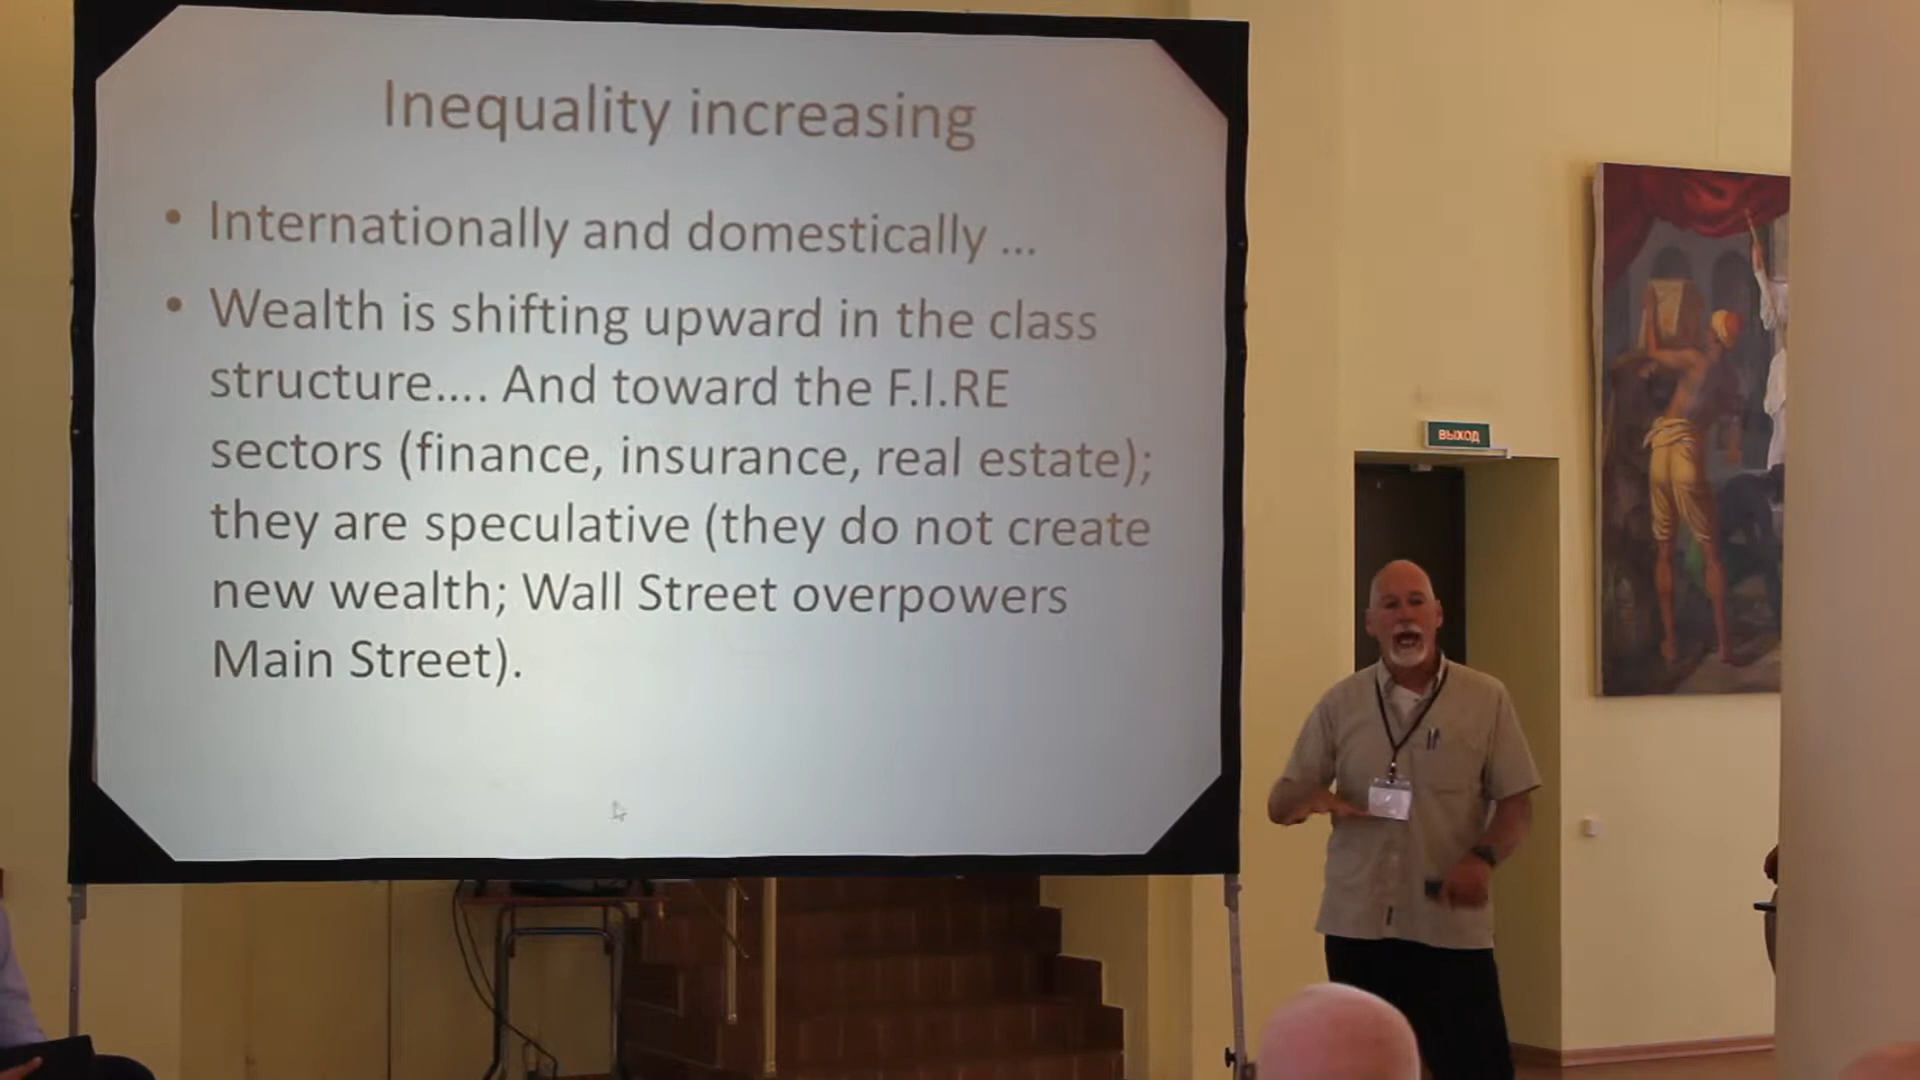 Inequality increasing
• Internationally and domestically ...
• Wealth is shifting upward in the class
structure.... And toward the F.I.RE
sectors (finance, insurance, real estate);
they are speculative (they do not create
new wealth; Wall Street overpowers
Main Street).
ВЫХОД